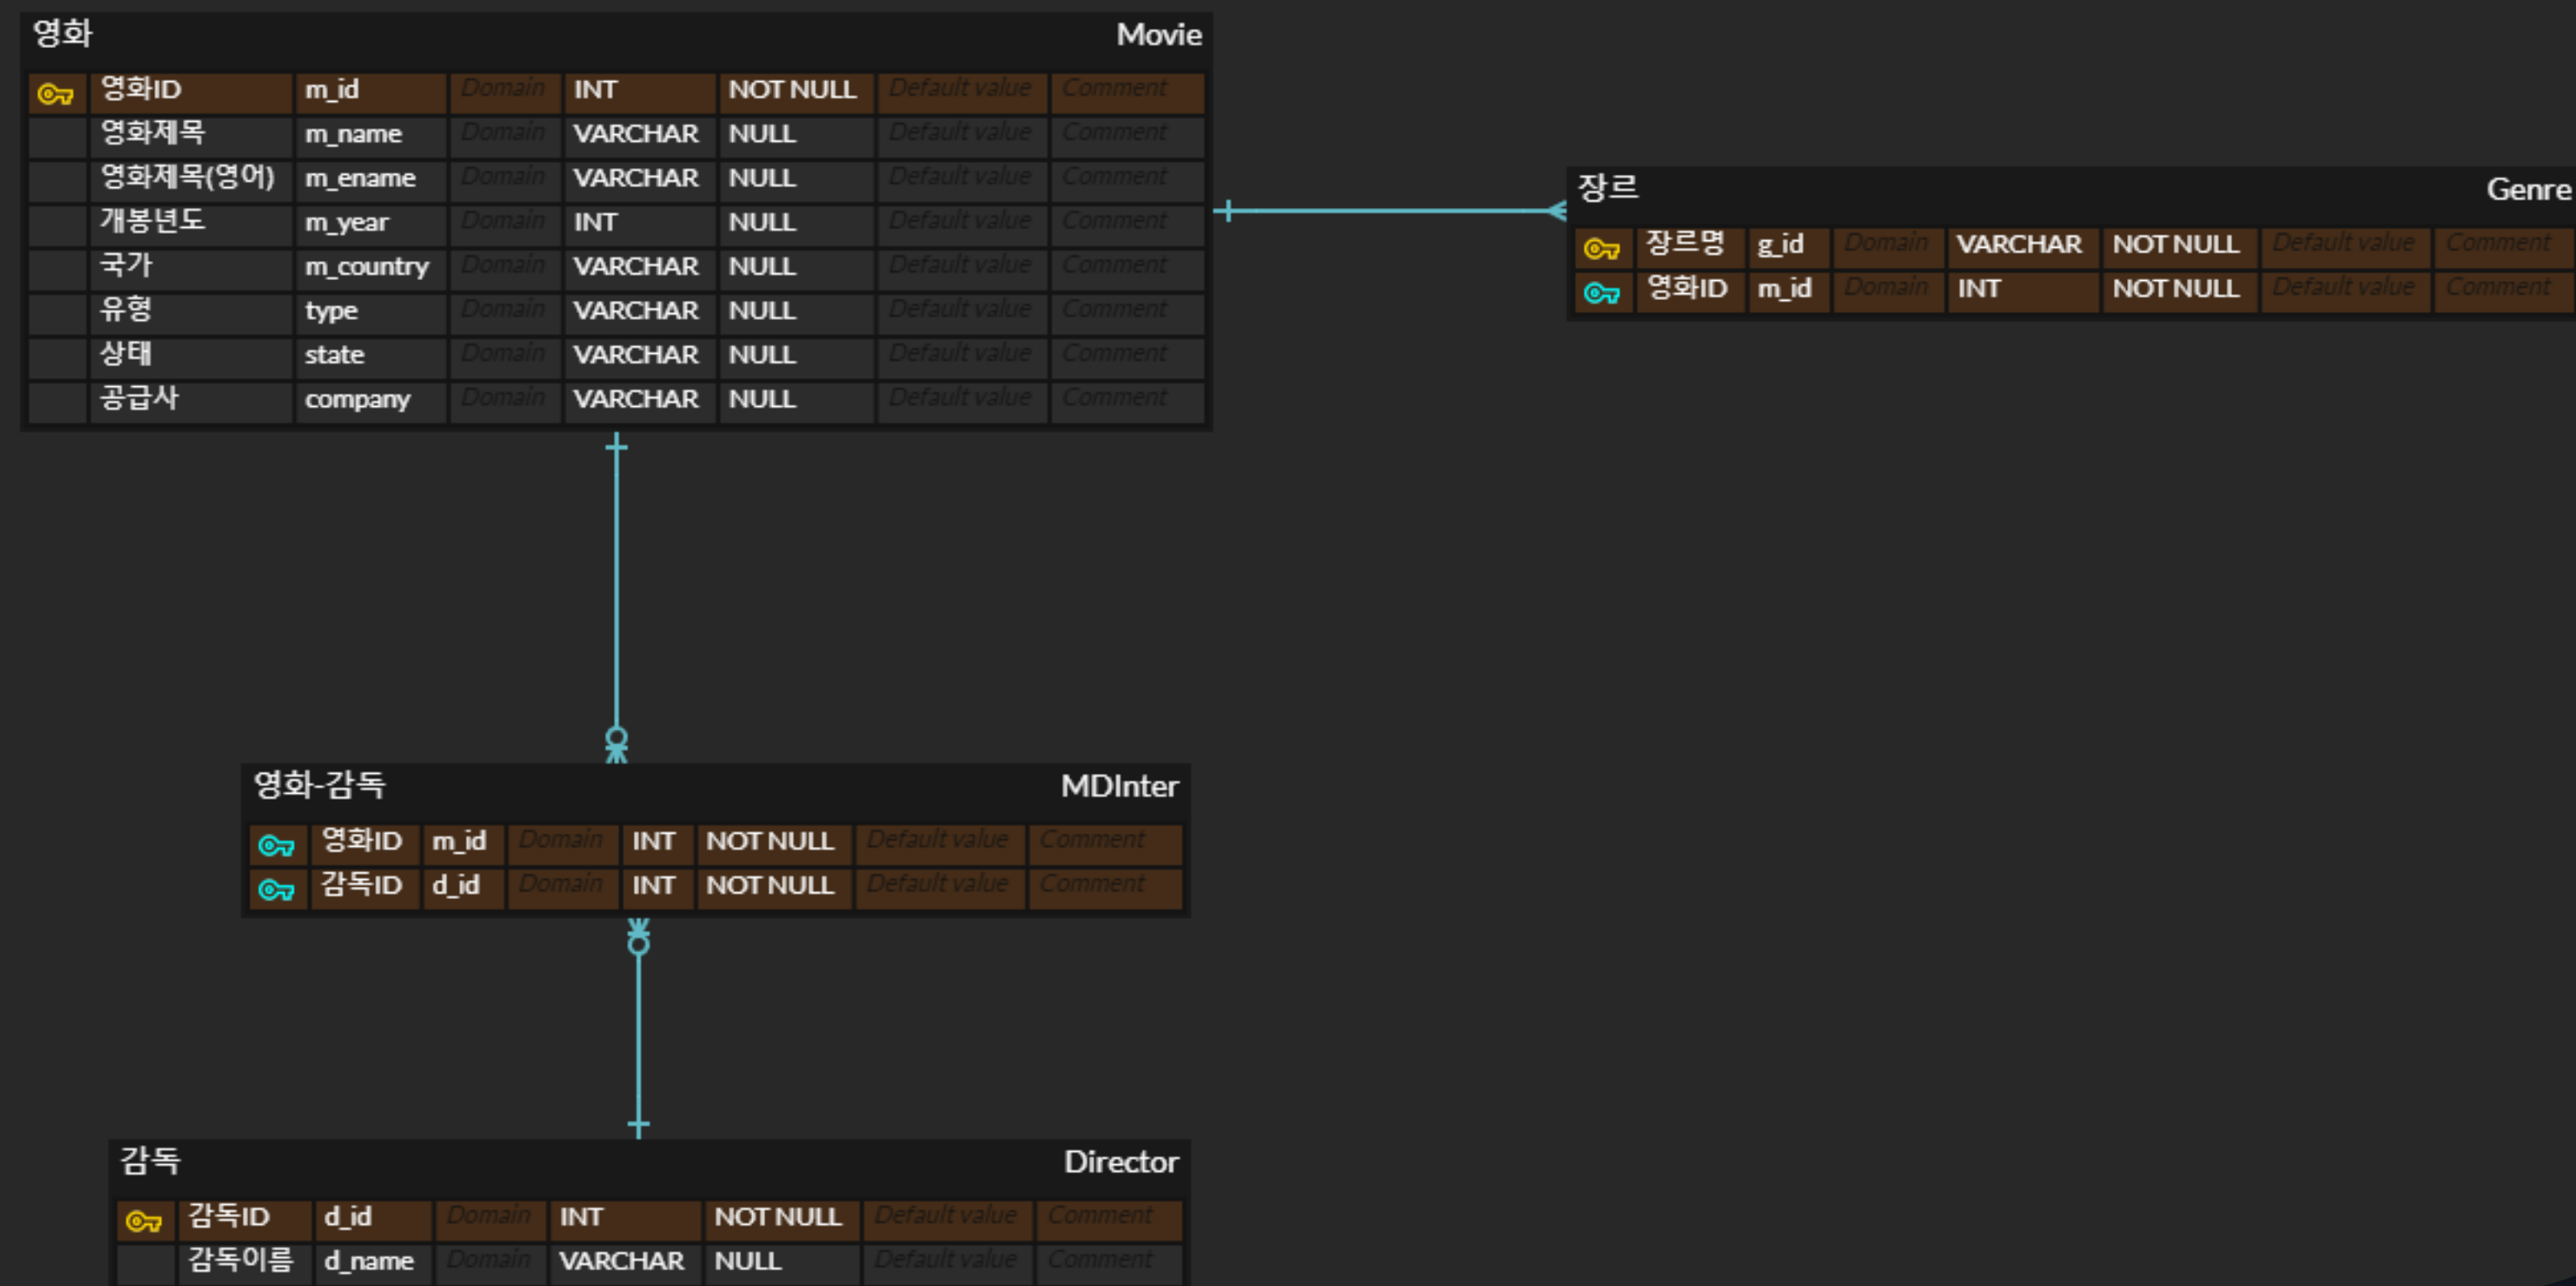 영화 Movie
영화ID m_id Domain INT NOT NULL Default value Comment
영화제목 m_name Domain VARCHAR NULL Default value Comment
영화제목(영어) m_ename Domain VARCHAR NULL Default value Comment
개봉년도 m_year Domain INT NULL Default value Comment
국가 m_country Domain VARCHAR NULL Default value Comment
유형 type Domain VARCHAR NULL Default value Comment
상태 state Domain VARCHAR NULL Default value Comment
공급사 company Domain VARCHAR NULL Default value Comment
장르 Genre
장르명 g_id Domain VARCHAR NOT NULL Default value Comment
영화ID m_id Domain INT NOT NULL Default value Comment
영화-감독 MDInter
영화ID m_id Domain INT NOT NULL Default value Comment
감독ID d_id Domain INT NOT NULL Default value Comment
감독 Director
감독ID d_id Domain INT NOT NULL Default value Comment
감독이름 d_name Domain VARCHAR NULL Default value Comment